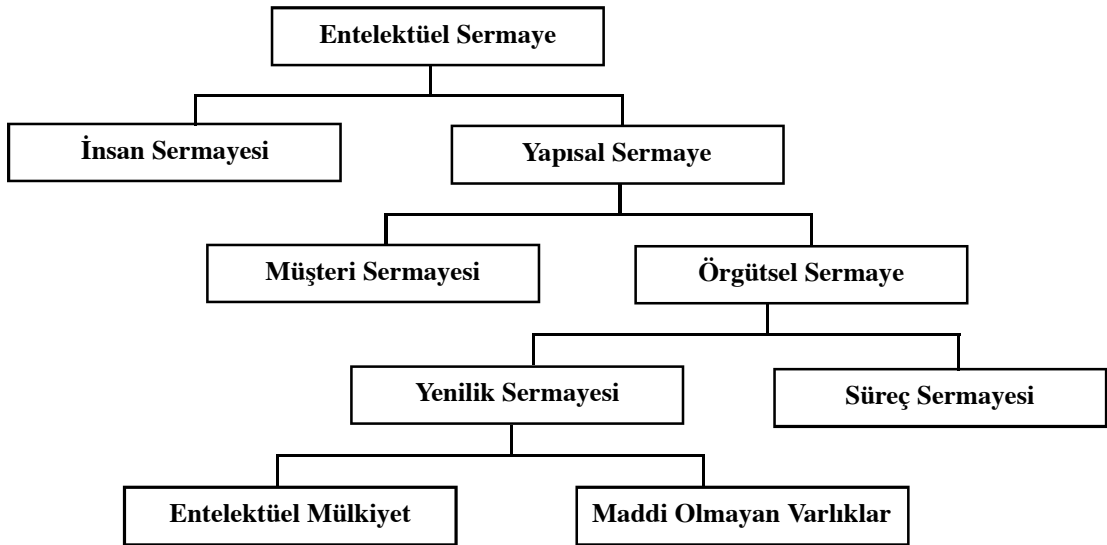 Entelektüel Sermaye
İnsan Sermayesi
Yapısal Sermaye
Müşteri Sermayesi
Örgütsel Sermaye
Yenilik Sermayesi
Süreç Sermayesi
Entelektüel Mülkiyet
Maddi Olmayan Varlıklar